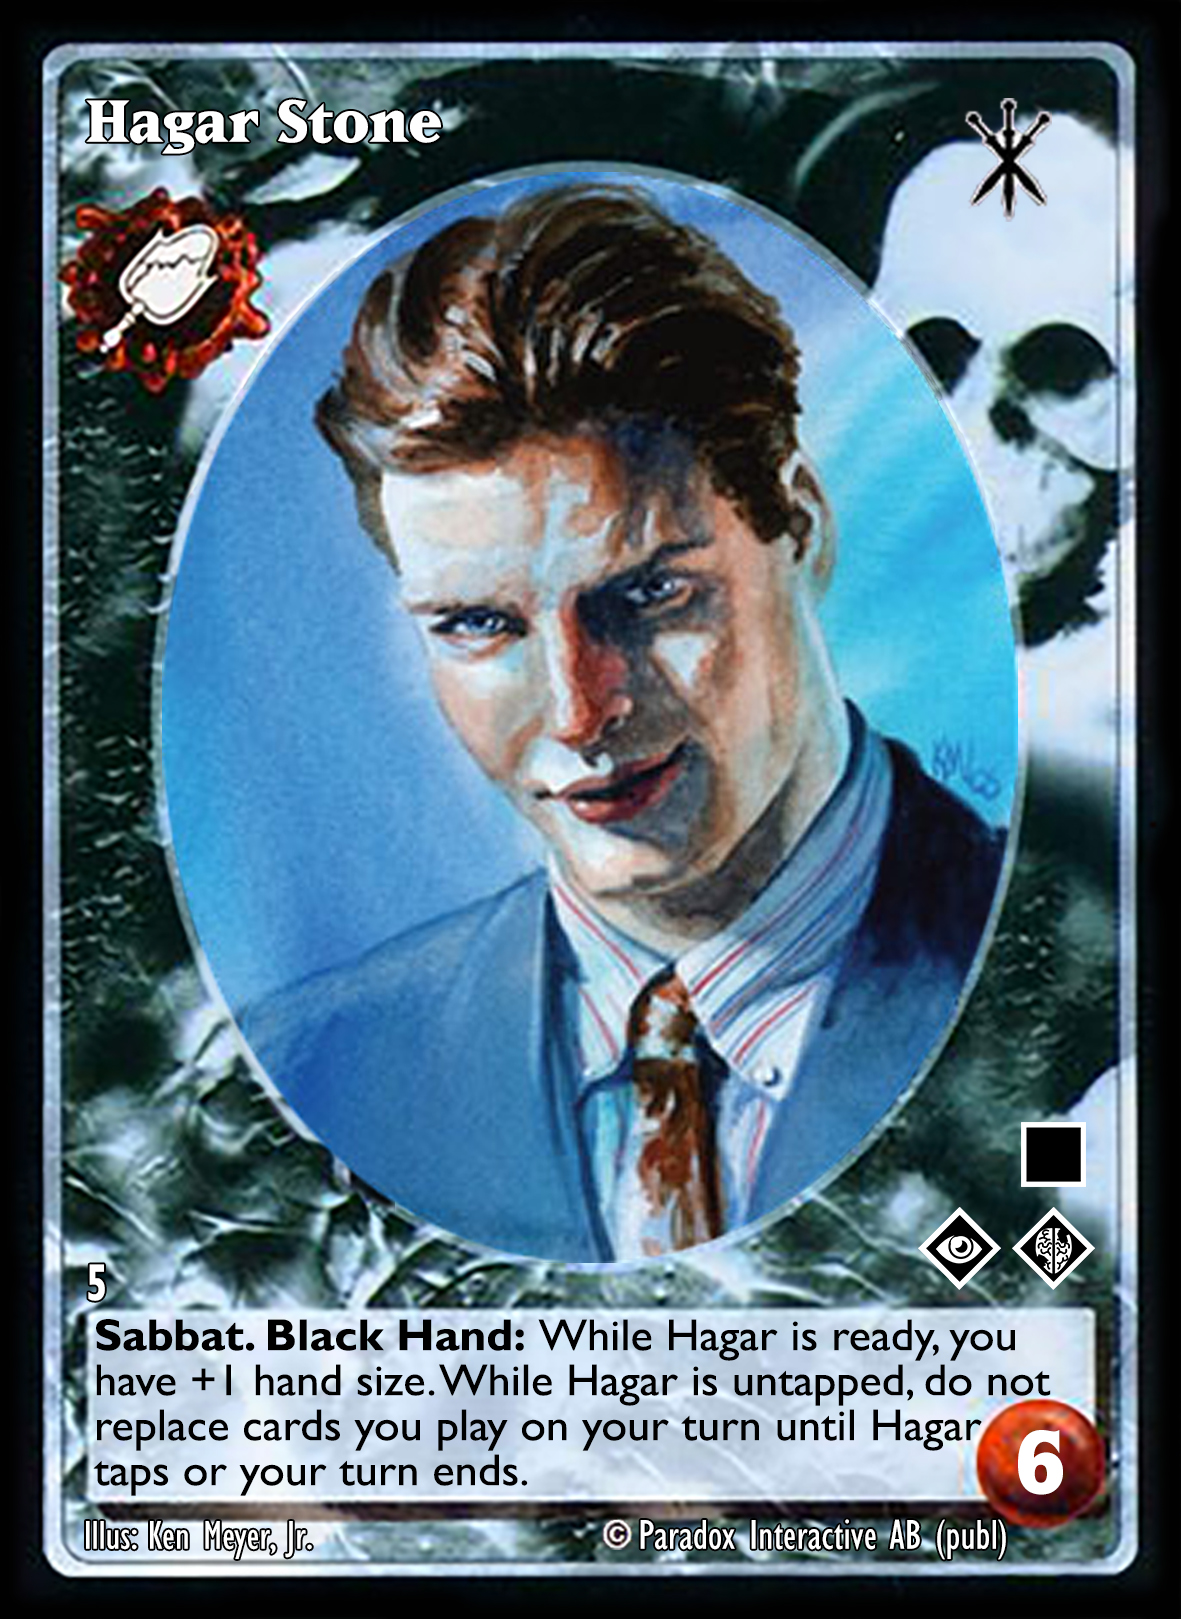 Hagar Stone
5
Sabbat. Black Hand: While Hagar is ready, you
have +1 hand size. While Hagar is untapped, do not
replace cards you play on your turn until Hagar
taps or your turn ends.
6
Illus: Ken Meyer, Jr.
© Paradox Interactive AB (publ)